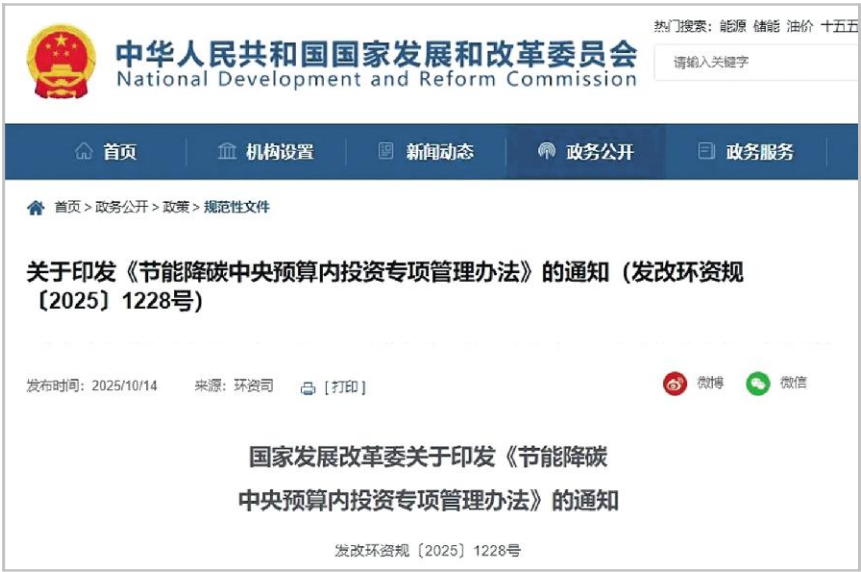 热门搜索：能源 储能 油价 十五五
中华人民共和国国家发展和改革委员会
National Development and Reform Commission
请输入关键字
首页 机构设置 新闻动态 政务公开 政务服务
首页 > 政务公开 > 政策 > 规范性文件
关于印发《节能降碳中央预算内投资专项管理办法》的通知（发改环资规
〔2025〕1228号）
发布时间：2025/10/14 来源：环资司 [打印] 微博 微信
国家发展改革委关于印发《节能降碳
中央预算内投资专项管理办法》的通知
发改环资规〔2025〕1228号